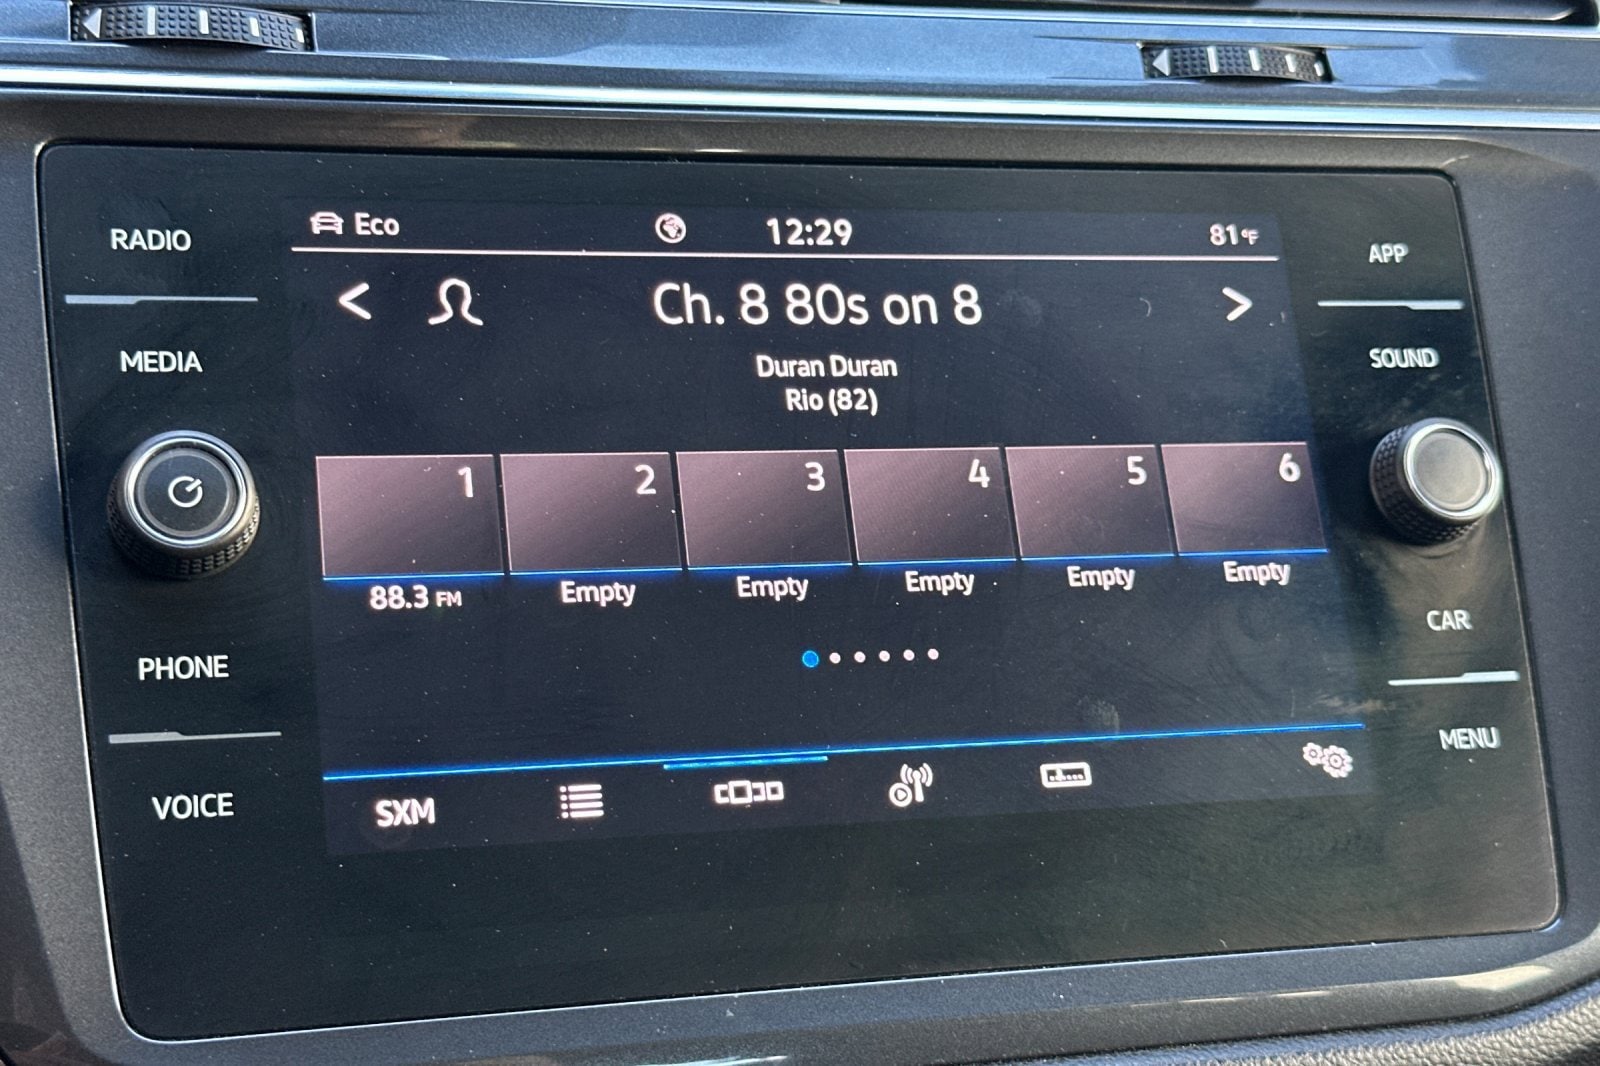 RADIO
MEDIA
PHONE
VOICE
Eco
12:29
81°F
Ch. 8 80s on 8
Duran Duran
Rio (82)
1 2 3 4 5 6
88.3 FM Empty Empty Empty Empty Empty
SXM
APP
SOUND
CAR
MENU